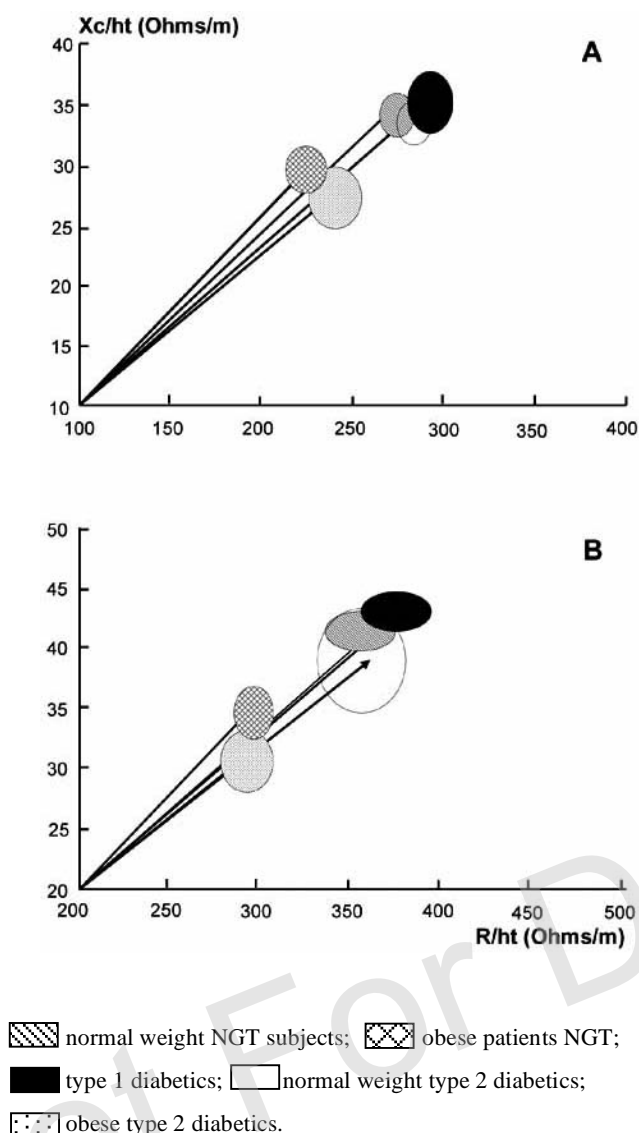 Xc/ht (Ohms/m)
A
40
35
30
25
20
15
10
100 150 200 250 300 350 400
B
50
45
40
35
30
25
20
200 250 300 350 400 450 500
R/ht (Ohms/m)
normal weight NGT subjects; obese patients NGT;
type 1 diabetics; normal weight type 2 diabetics;
obese type 2 diabetics.
For